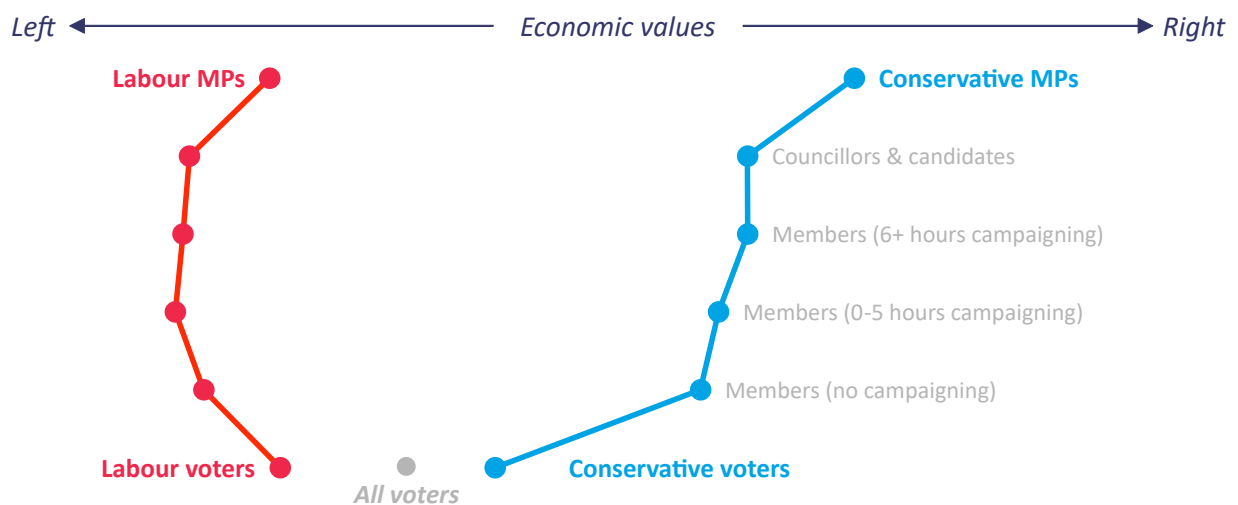 Left Economic values Right
Labour MPs Conservative MPs
Councillors & candidates
Members (6+ hours campaigning)
Members (0-5 hours campaigning)
Members (no campaigning)
Labour voters Conservative voters
All voters